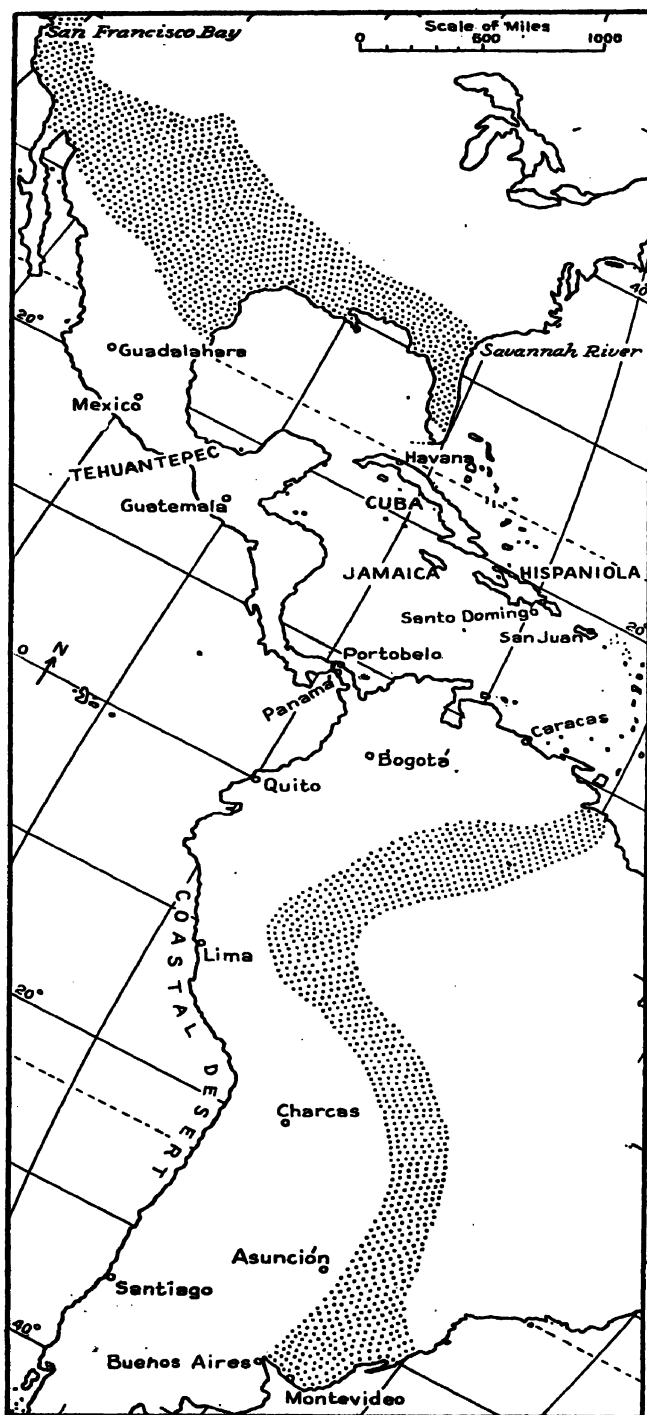 San Francisco Bay
Scale of Miles
0 500 1000
40°
20°
Guadalahara
Savannah River
Mexico
Havana
TEHUANTEPEC
CUBA
Guatemala
JAMAICA
HISPANIOLA
Santo Domingo
20°
San Juan
0
N
Portobelo
Panamá
Caracas
Bogotá
Quito
COASTAL DESERT
Lima
20°
Charcas
Asunción
Santiago
40°
Buenos Aires
Montevideo